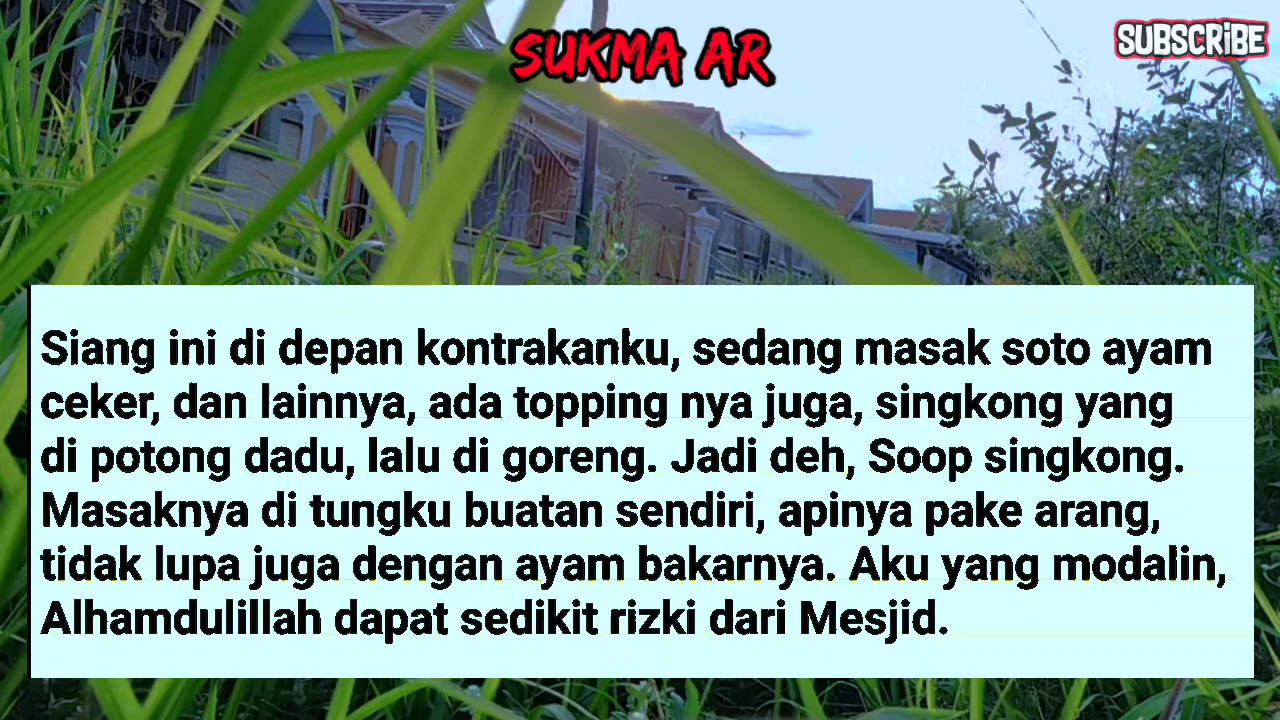 SUKMA AR
SUBSCRiBE
Siang ini di depan kontrakanku, sedang masak soto ayam
ceker, dan lainnya, ada topping nya juga, singkong yang
di potong dadu, lalu di goreng. Jadi deh, Soop singkong.
Masaknya di tungku buatan sendiri, apinya pake arang,
tidak lupa juga dengan ayam bakarnya. Aku yang modalin,
Alhamdulillah dapat sedikit rizki dari Mesjid.